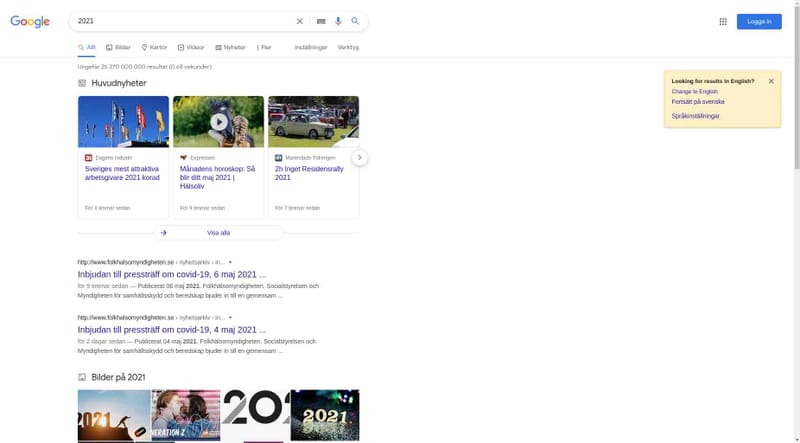 Google
2021
Logga in
Allt
Bilder
Kartor
Videor
Nyheter
Fler
Inställningar
Verktyg
Ungefär 25 270 000 000 resultat (0,68 sekunder)
Looking for results in English?
Change to English
Fortsätt på svenska
Språkinställningar
Huvudnyheter
Dagens industri
Sveriges mest attraktiva
arbetsgivare 2021 korad
För 4 timmar sedan
Expressen
Månadens horoskop: Så
blir ditt maj 2021 |
Hälsoliv
För 9 timmar sedan
Mariestads-Tidningen
2h Inget Residensrally
2021
För 7 timmar sedan
Visa alla
http://www.folkhalsomyndigheten.se › nyhetsarkiv › in...
Inbjudan till pressträff om covid-19, 6 maj 2021 ...
för 9 timmar sedan — Publicerat 06 maj 2021. Folkhälsomyndigheten, Socialstyrelsen och
Myndigheten för samhällsskydd och beredskap bjuder in till en gemensam ...
http://www.folkhalsomyndigheten.se › nyhetsarkiv › in...
Inbjudan till pressträff om covid-19, 4 maj 2021 ...
för 2 dagar sedan — Publicerat 04 maj 2021. Folkhälsomyndigheten, Socialstyrelsen och
Myndigheten för samhällsskydd och beredskap bjuder in till en gemensam ...
Bilder på 2021
2021
NERATION Z
202
2021